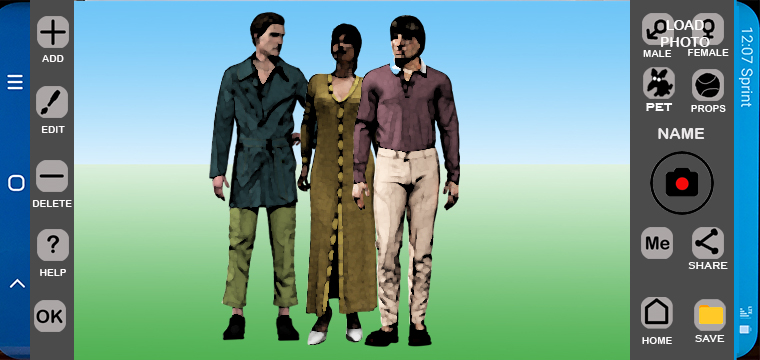 ADD
EDIT
DELETE
?
HELP
OK
LOAD
PHOTO
MALE
FEMALE
PET
PROPS
NAME
Me
SHARE
HOME
SAVE
12:07 Sprint